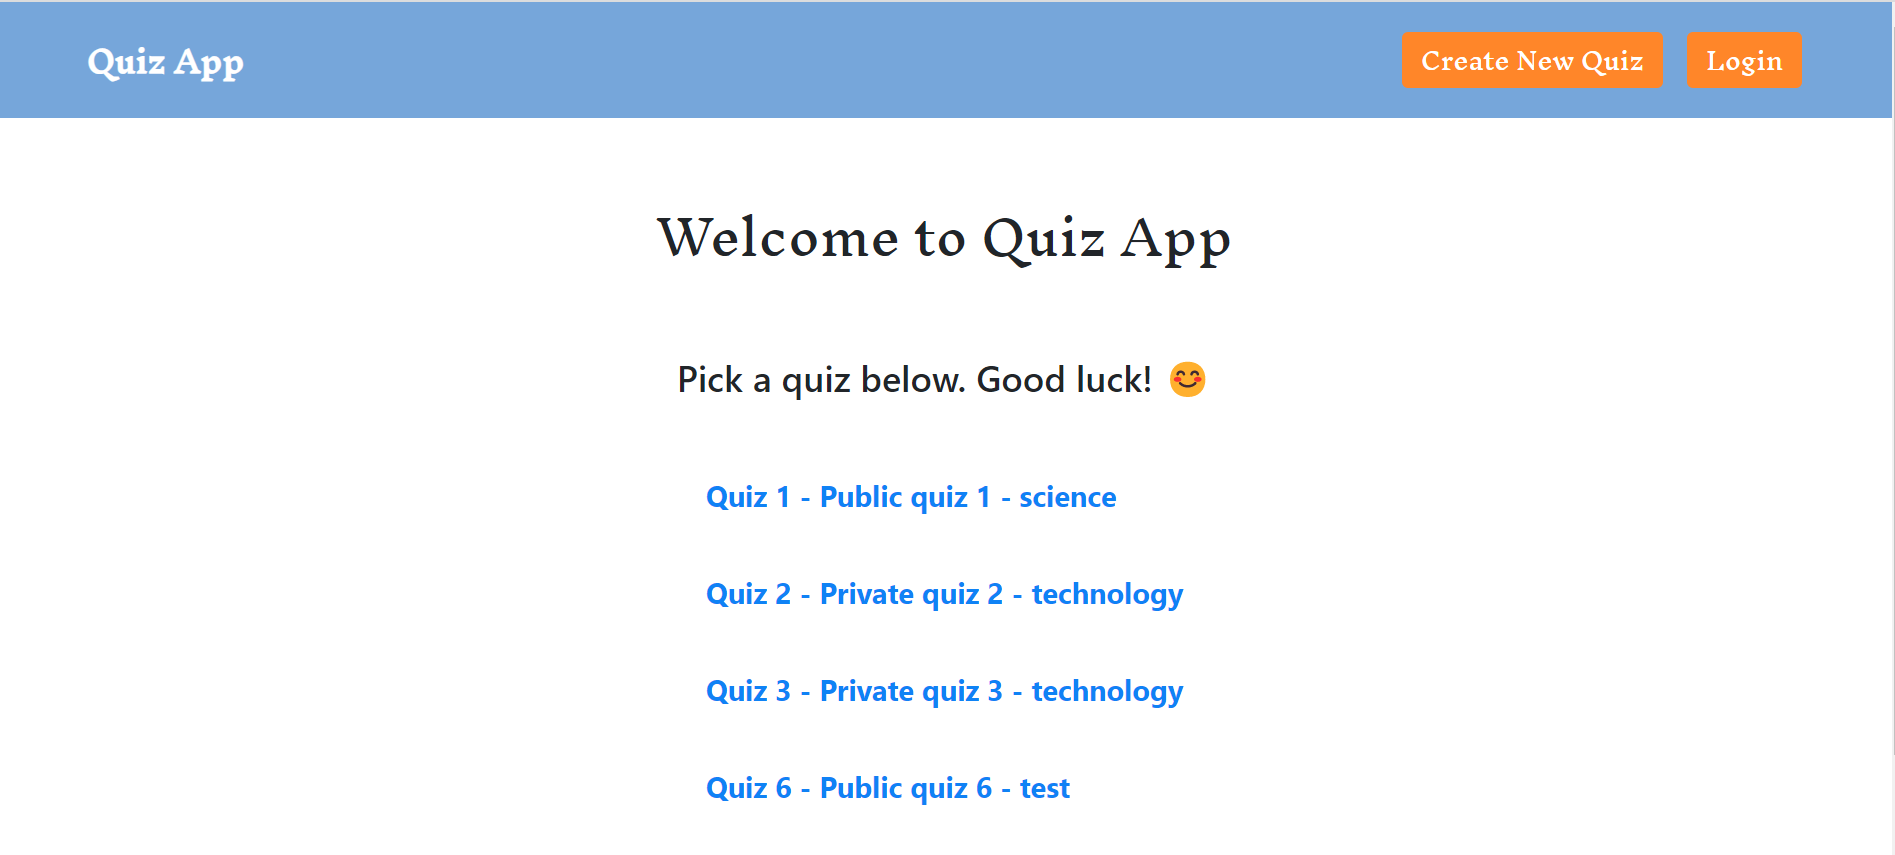 Quiz App
Create New Quiz
Login
Welcome to Quiz App
Pick a quiz below. Good luck! 😊
Quiz 1 - Public quiz 1 - science
Quiz 2 - Private quiz 2 - technology
Quiz 3 - Private quiz 3 - technology
Quiz 6 - Public quiz 6 - test